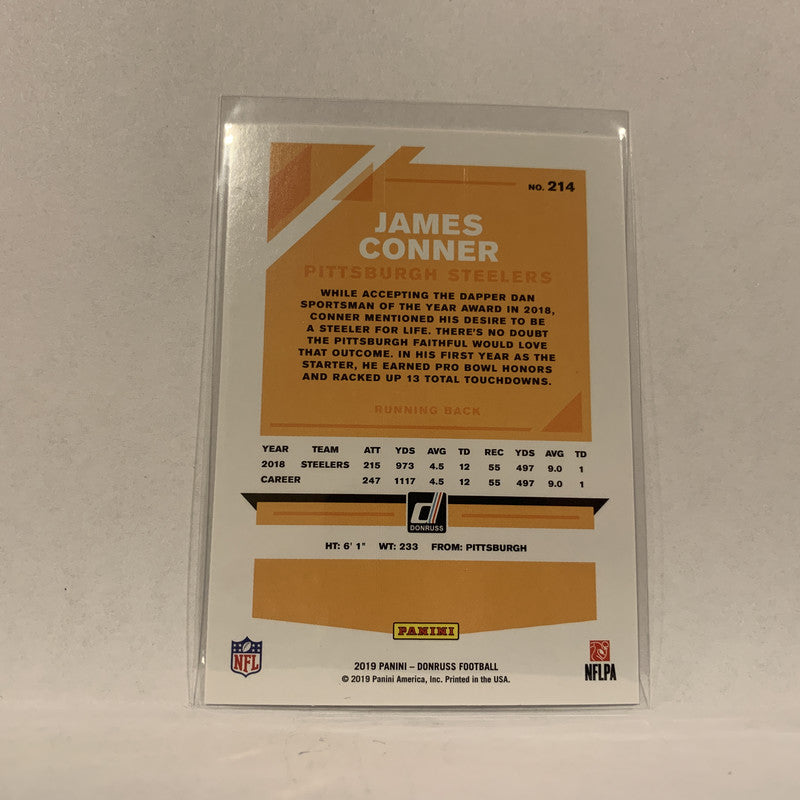 NO. 214
JAMES
CONNER
PITTSBURGH STEELERS
WHILE ACCEPTING THE DAPPER DAN
SPORTSMAN OF THE YEAR AWARD IN 2018,
CONNER MENTIONED HIS DESIRE TO BE
A STEELER FOR LIFE. THERE'S NO DOUBT
THE PITTSBURGH FAITHFUL WOULD LOVE
THAT OUTCOME. IN HIS FIRST YEAR AS THE
STARTER, HE EARNED PRO BOWL HONORS
AND RACKED UP 13 TOTAL TOUCHDOWNS.
RUNNING BACK
YEAR TEAM ATT YDS AVG TD REC YDS AVG TD
2018 STEELERS 215 973 4.5 12 55 497 9.0 1
CAREER 247 1117 4.5 12 55 497 9.0 1
d
DONRUSS
HT: 6' 1" WT: 233 FROM: PITTSBURGH
PANINI
NFL
NFLPA
2019 PANINI – DONRUSS FOOTBALL
© 2019 Panini America, Inc. Printed in the USA.